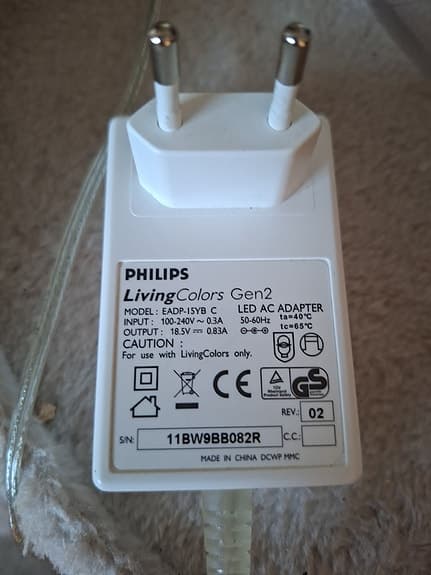 PHILIPS
LivingColors Gen2
MODEL: EADP-15YB C LED AC ADAPTER
INPUT : 100-240V ~ 0.3A 50-60Hz ta=40°C
OUTPUT : 18.5V ⎓ 0.83A tc=65°C
CAUTION :
For use with LivingColors only.
CE
GS
REV.: 02
S/N: 11BW9BB082R C.C.:
MADE IN CHINA DCWP MMC